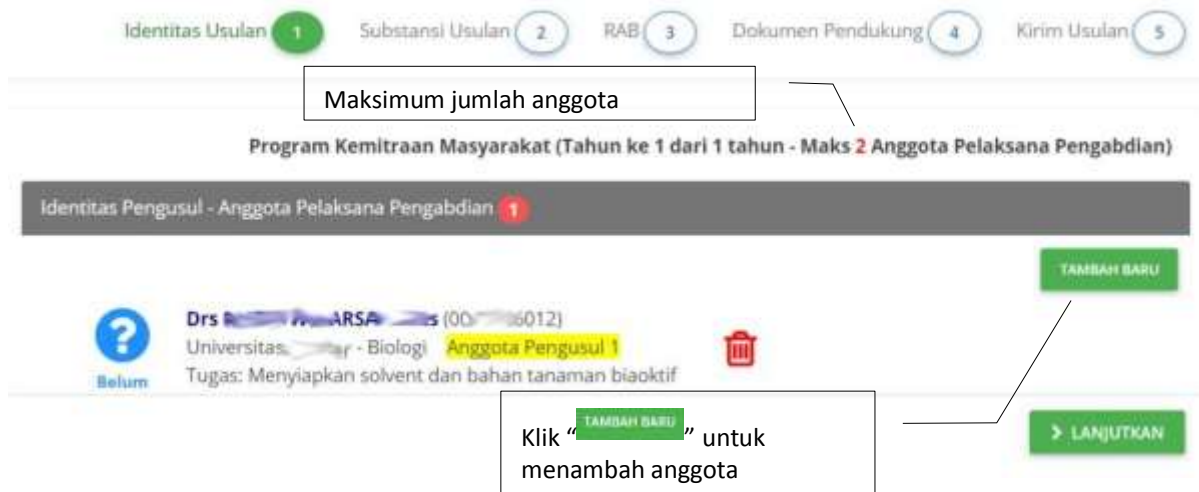 Identitas Usulan 1 Substansi Usulan 2 RAB 3 Dokumen Pendukung 4 Kirim Usulan 5
Maksimum jumlah anggota
Program Kemitraan Masyarakat (Tahun ke 1 dari 1 tahun - Maks 2 Anggota Pelaksana Pengabdian)
Identitas Pengusul - Anggota Pelaksana Pengabdian 1
TAMBAH BARU
? Drs ARSA s (00 6012)
Universitas - Biologi Anggota Pengusul 1
Belum Tugas: Menyiapkan solvent dan bahan tanaman biaoktif
Klik “TAMBAH BARU” untuk
menambah anggota
> LANJUTKAN